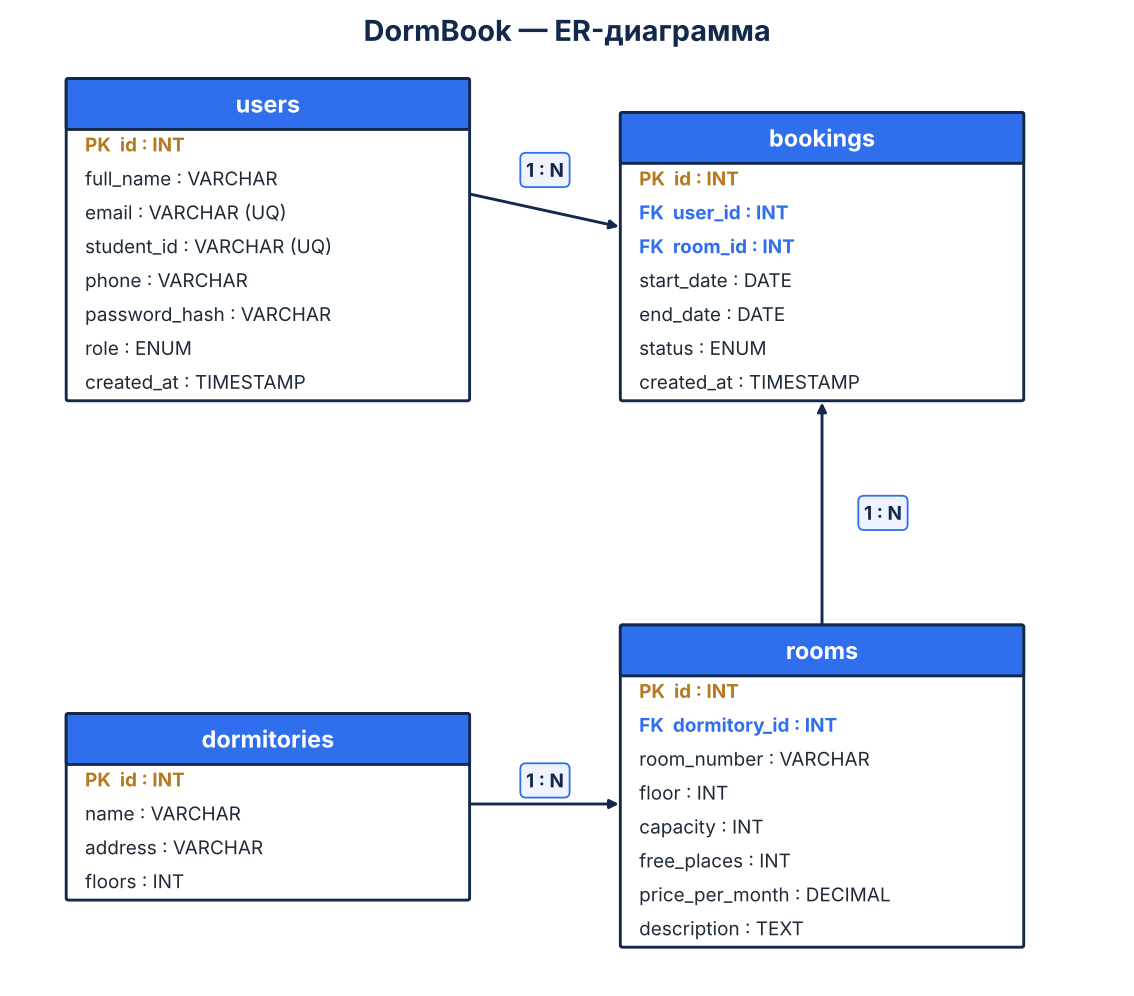 DormBook — ER-диаграмма
users
PK id : INT
full_name : VARCHAR
email : VARCHAR (UQ)
student_id : VARCHAR (UQ)
phone : VARCHAR
password_hash : VARCHAR
role : ENUM
created_at : TIMESTAMP
1 : N
bookings
PK id : INT
FK user_id : INT
FK room_id : INT
start_date : DATE
end_date : DATE
status : ENUM
created_at : TIMESTAMP
1 : N
dormitories
PK id : INT
name : VARCHAR
address : VARCHAR
floors : INT
1 : N
rooms
PK id : INT
FK dormitory_id : INT
room_number : VARCHAR
floor : INT
capacity : INT
free_places : INT
price_per_month : DECIMAL
description : TEXT